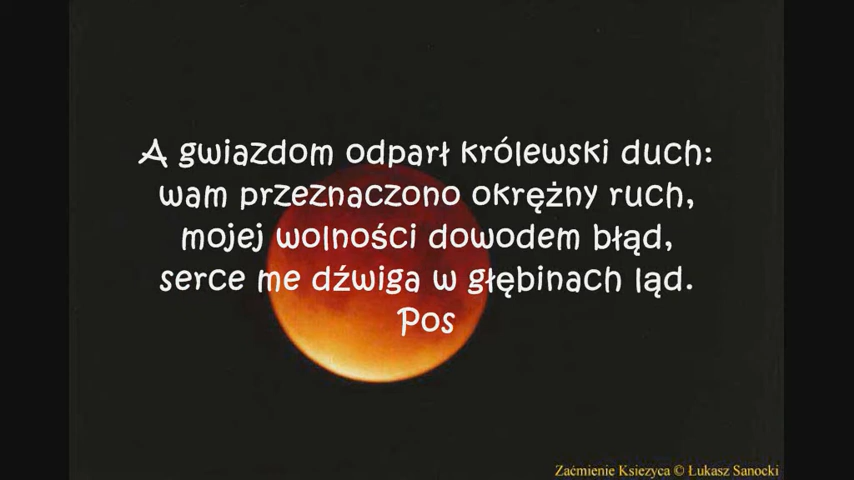 A gwiazdom odparł królewski duch:
wam przeznaczono okrężny ruch,
mojej wolności dowodem błąd,
serce me dźwiga w głębinach ląd.
Pos
Zaćmienie Ksiezyca © Łukasz Sanocki